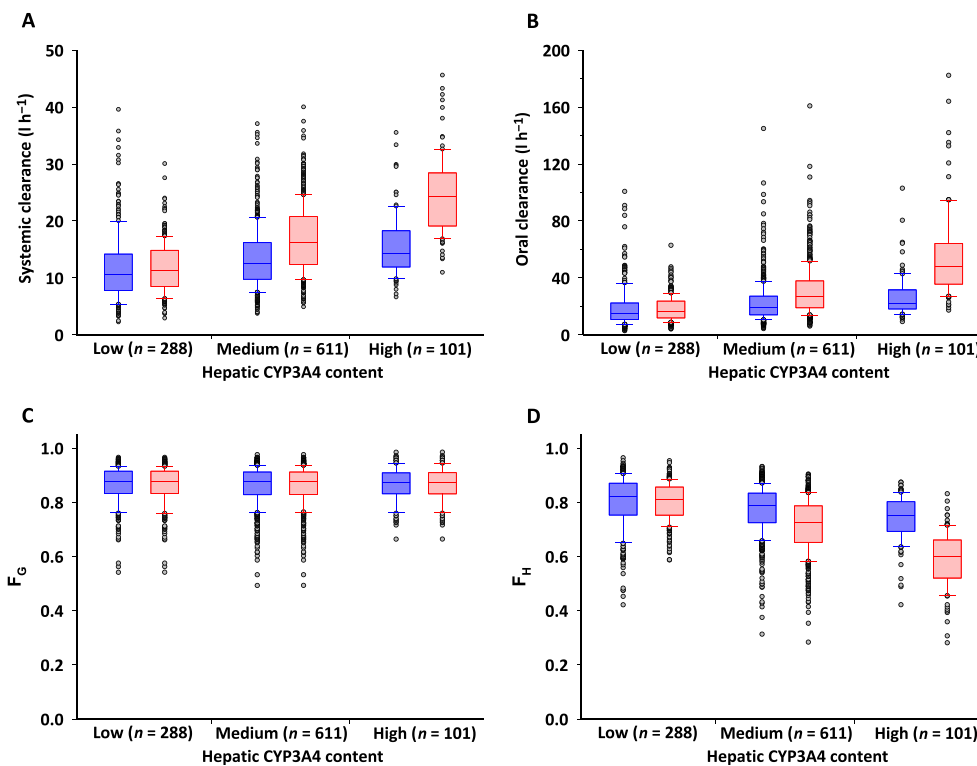 A
Systemic clearance (l h⁻¹)
50
40
30
20
10
0
Low (n = 288)
Medium (n = 611)
High (n = 101)
Hepatic CYP3A4 content
B
Oral clearance (l h⁻¹)
200
160
120
80
40
0
Low (n = 288)
Medium (n = 611)
High (n = 101)
Hepatic CYP3A4 content
C
F_G
1.0
0.8
0.6
0.4
0.2
0.0
Low (n = 288)
Medium (n = 611)
High (n = 101)
Hepatic CYP3A4 content
D
F_H
1.0
0.8
0.6
0.4
0.2
0.0
Low (n = 288)
Medium (n = 611)
High (n = 101)
Hepatic CYP3A4 content